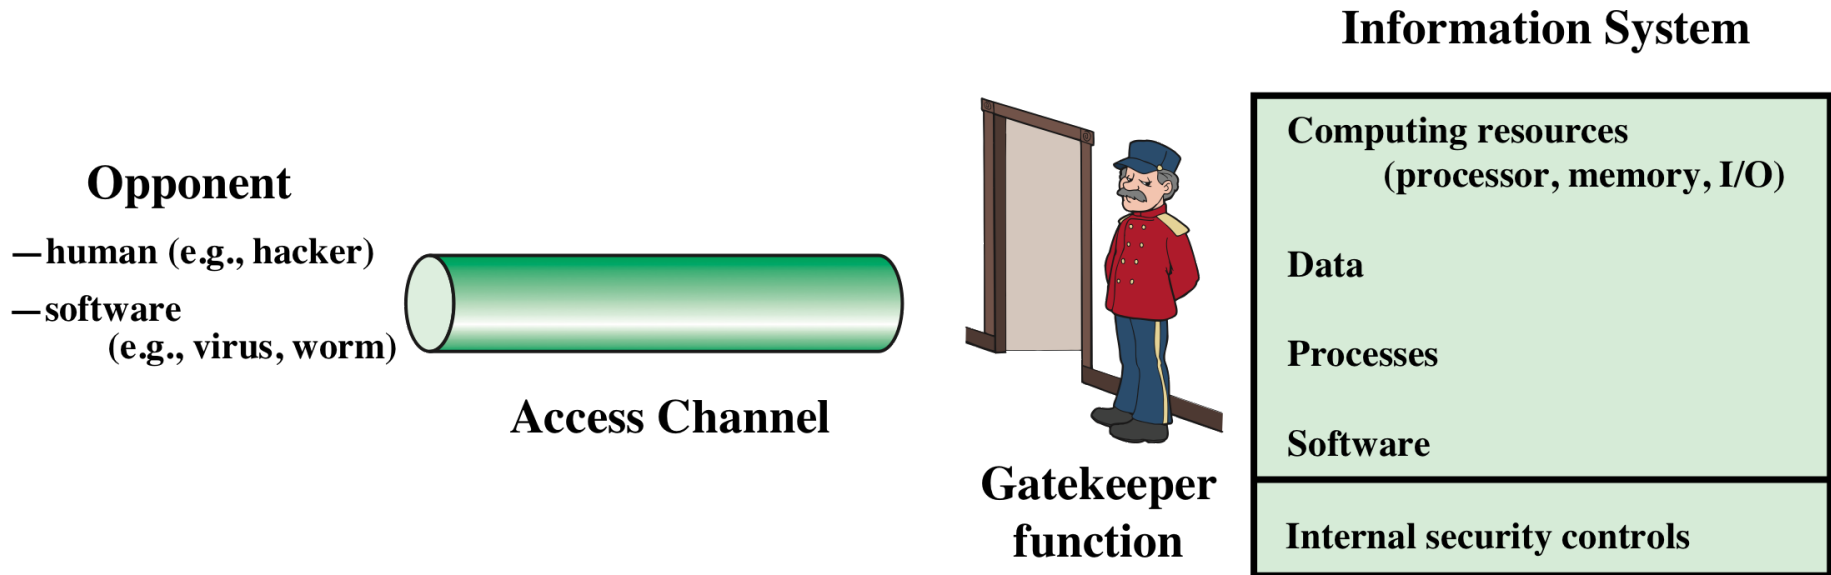 Information System
Opponent
—human (e.g., hacker)
—software
(e.g., virus, worm)
Access Channel
Gatekeeper
function
Computing resources
(processor, memory, I/O)
Data
Processes
Software
Internal security controls